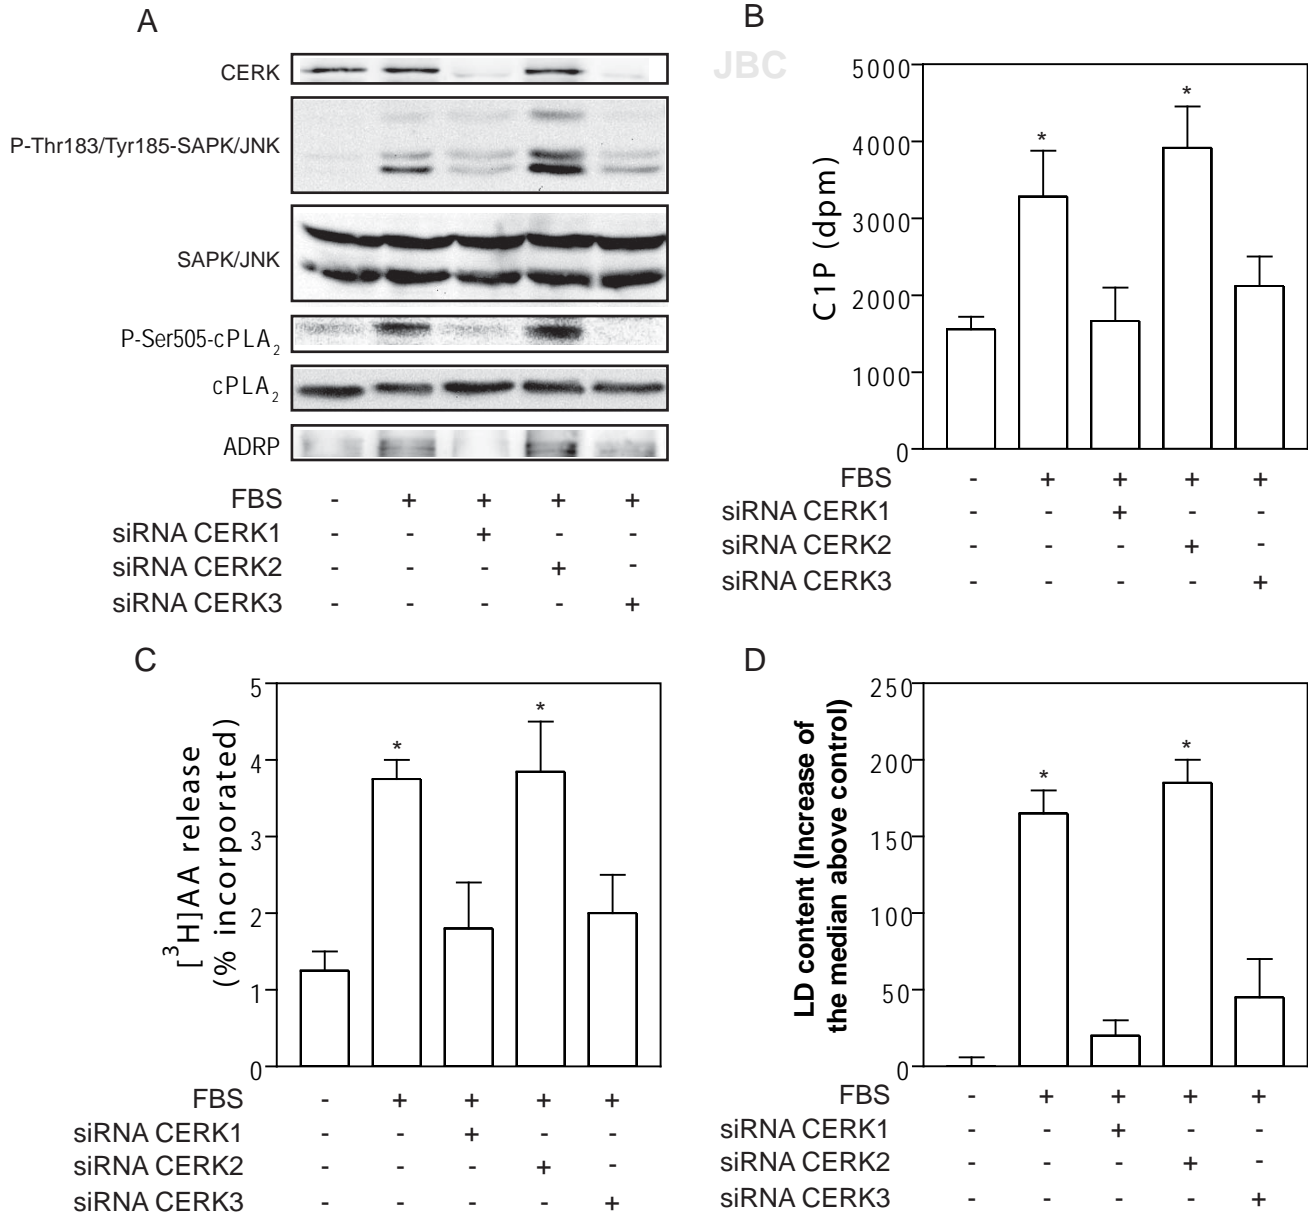 A
CERK
P-Thr183/Tyr185-SAPK/JNK
SAPK/JNK
P-Ser505-cPLA2
cPLA2
ADRP
FBS - + + + +
siRNA CERK1 - - + - -
siRNA CERK2 - - - + -
siRNA CERK3 - - - - +
B
JBC
C1P (dpm)
5000
4000
3000
2000
1000
0
*
*
FBS - + + + +
siRNA CERK1 - - + - -
siRNA CERK2 - - - + -
siRNA CERK3 - - - - +
C
[3H]AA release
(% incorporated)
5
4
3
2
1
0
*
*
FBS - + + + +
siRNA CERK1 - - + - -
siRNA CERK2 - - - + -
siRNA CERK3 - - - - +
D
LD content (Increase of
the median above control)
250
200
150
100
50
0
*
*
FBS - + + + +
siRNA CERK1 - - + - -
siRNA CERK2 - - - + -
siRNA CERK3 - - - - +